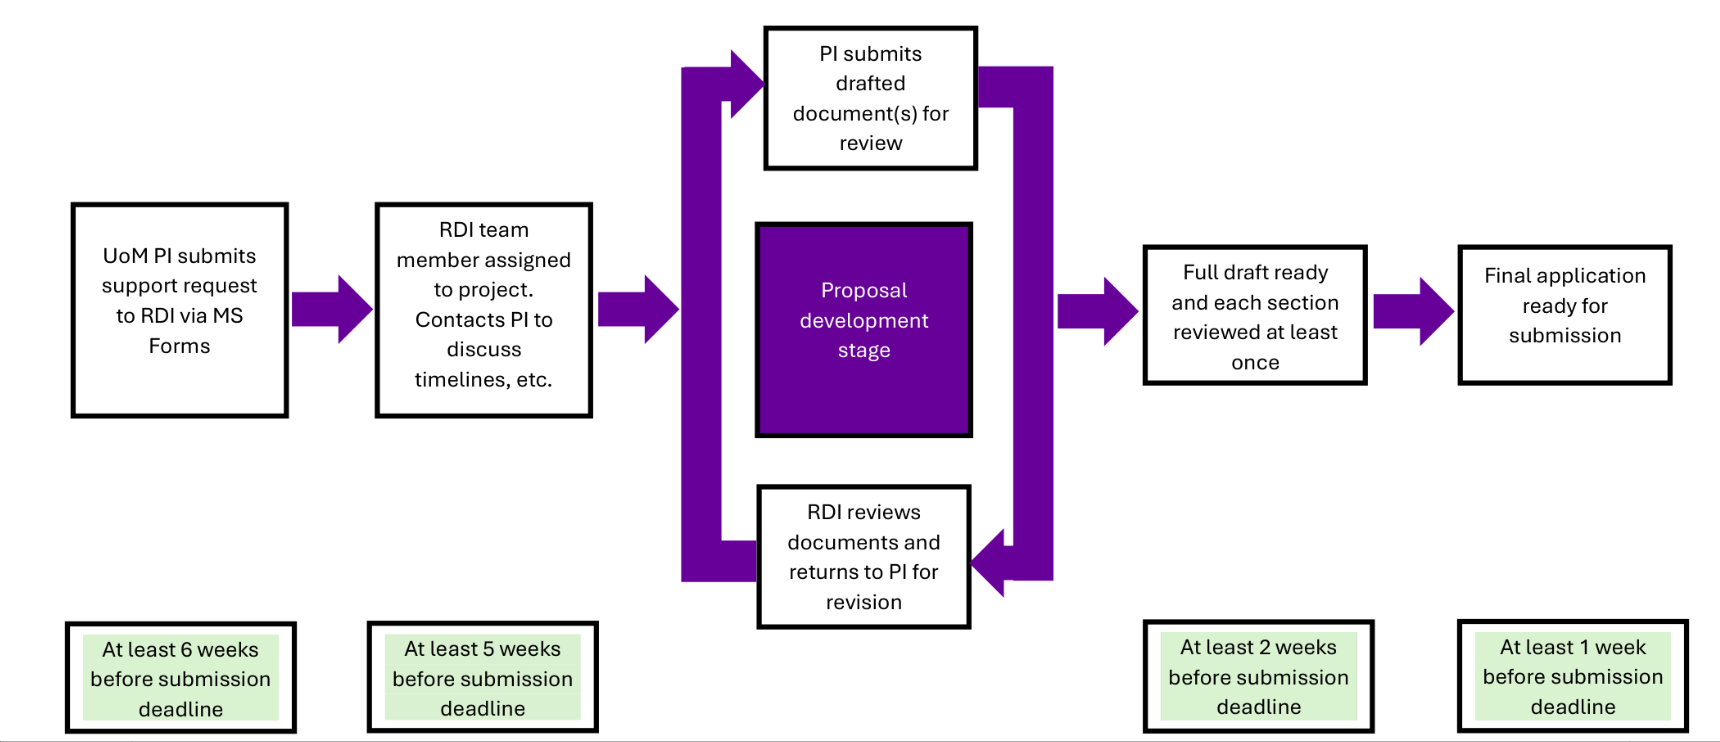 UoM PI submits
support request
to RDI via MS
Forms
RDI team
member assigned
to project.
Contacts PI to
discuss
timelines, etc.
PI submits
drafted
document(s) for
review
Proposal
development
stage
RDI reviews
documents and
returns to PI for
revision
Full draft ready
and each section
reviewed at least
once
Final application
ready for
submission
At least 6 weeks
before submission
deadline
At least 5 weeks
before submission
deadline
At least 2 weeks
before submission
deadline
At least 1 week
before submission
deadline